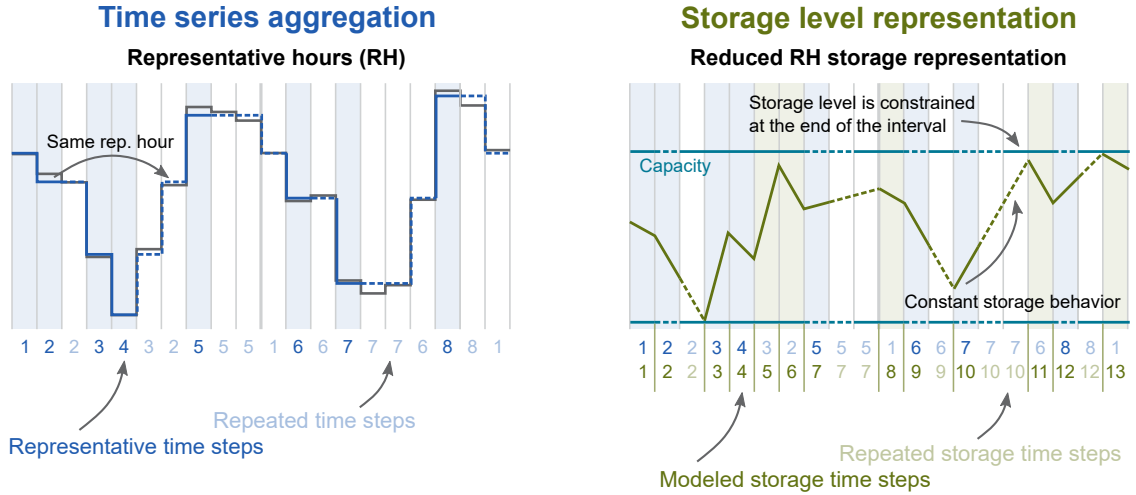 Time series aggregation
Representative hours (RH)
Same rep. hour
1 2 2 3 4 3 2 5 5 5 1 6 6 7 7 7 6 8 8 1
Repeated time steps
Representative time steps
Storage level representation
Reduced RH storage representation
Storage level is constrained
at the end of the interval
Capacity
Constant storage behavior
1 2 2 3 4 3 2 5 5 5 1 6 6 7 7 7 6 8 8 1
1 2 2 3 4 5 6 7 7 7 8 9 9 10 10 10 11 12 12 13
Repeated storage time steps
Modeled storage time steps